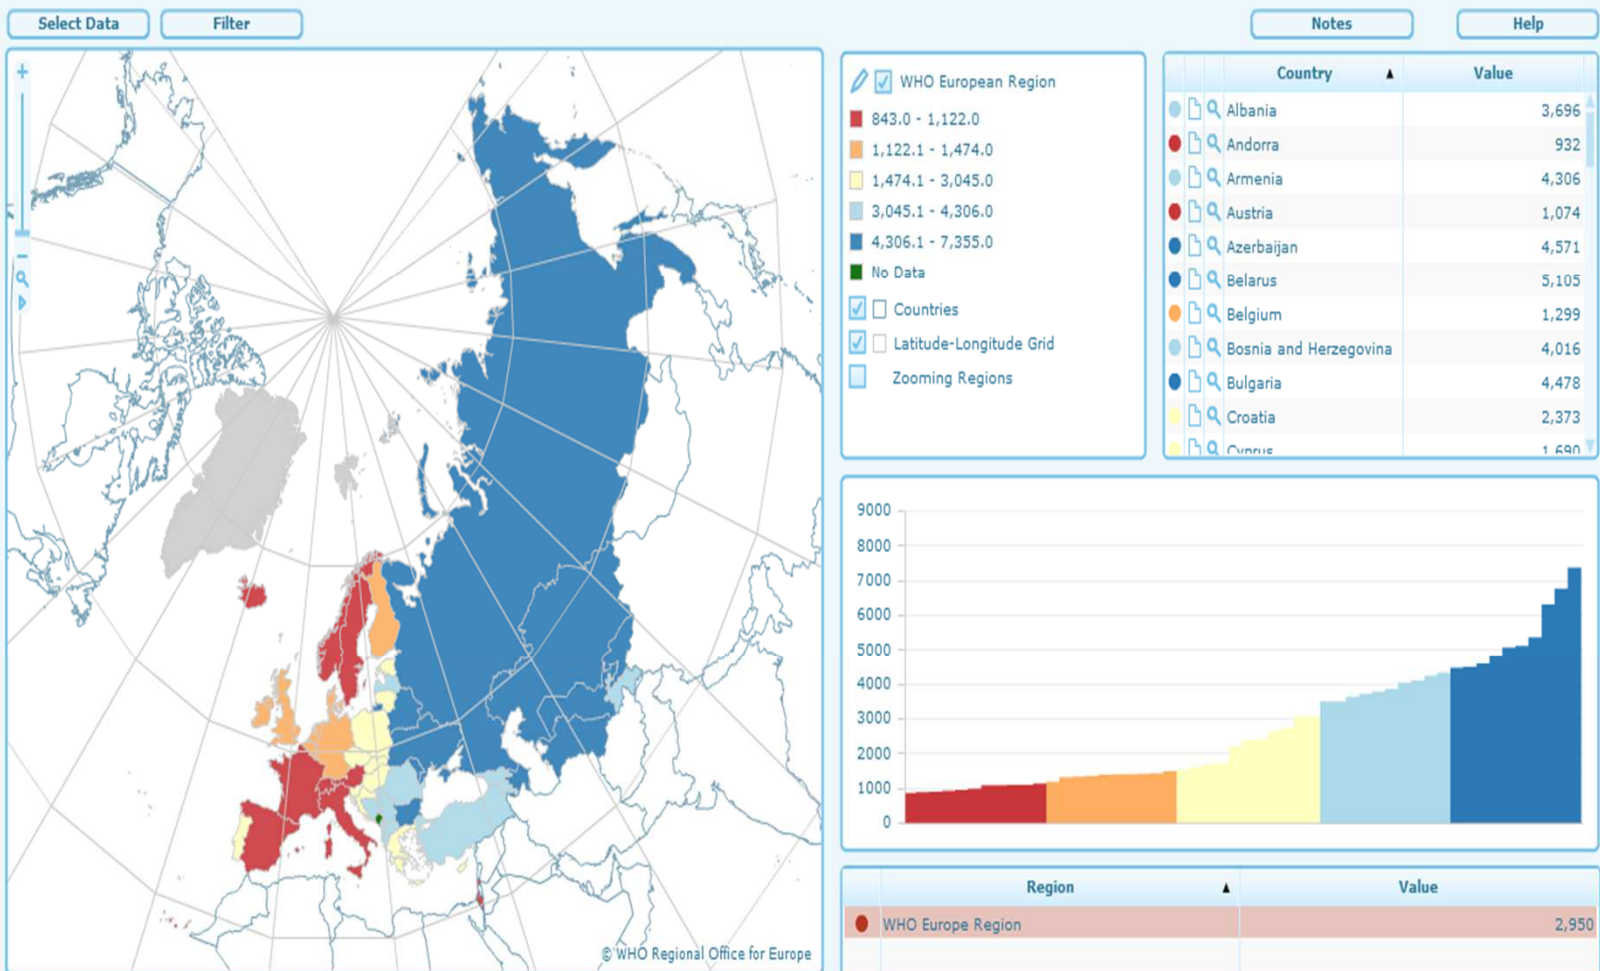 Select Data
Filter
Notes
Help
WHO European Region
843.0 - 1,122.0
1,122.1 - 1,474.0
1,474.1 - 3,045.0
3,045.1 - 4,306.0
4,306.1 - 7,355.0
No Data
Countries
Latitude-Longitude Grid
Zooming Regions
Country ▲ Value
Albania 3,696
Andorra 932
Armenia 4,306
Austria 1,074
Azerbaijan 4,571
Belarus 5,105
Belgium 1,299
Bosnia and Herzegovina 4,016
Bulgaria 4,478
Croatia 2,373
Cyprus 1,690
9000
8000
7000
6000
5000
4000
3000
2000
1000
0
Region ▲ Value
WHO Europe Region 2,950
© WHO Regional Office for Europe